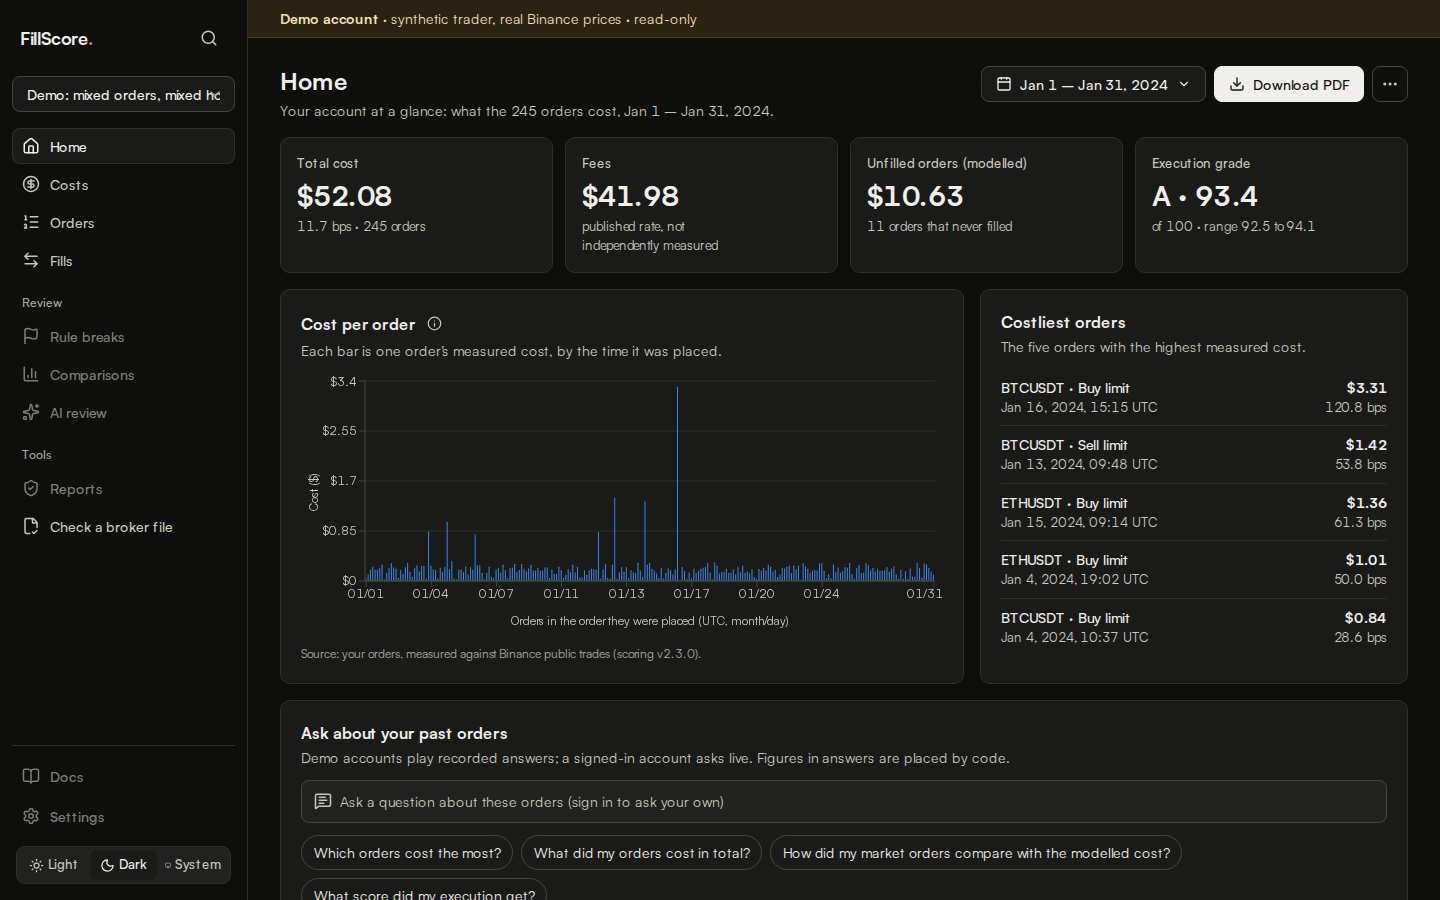 FillScore.
Demo: mixed orders, mixed
Home
Costs
Orders
Fills
Review
Rule breaks
Comparisons
AI review
Tools
Reports
Check a broker file
Docs
Settings
Light
Dark
System
Demo account · synthetic trader, real Binance prices · read-only
Home
Your account at a glance: what the 245 orders cost, Jan 1 — Jan 31, 2024.
Jan 1 — Jan 31, 2024
Download PDF
Total cost
$52.08
11.7 bps · 245 orders
Fees
$41.98
published rate, not
independently measured
Unfilled orders (modelled)
$10.63
11 orders that never filled
Execution grade
A · 93.4
of 100 · range 92.5 to 94.1
Cost per order
Each bar is one order's measured cost, by the time it was placed.
$3.4
$2.55
$1.7
$0.85
$0
Cost ($)
01/01 01/04 01/07 01/11 01/13 01/17 01/20 01/24 01/31
Orders in the order they were placed (UTC, month/day)
Source: your orders, measured against Binance public trades (scoring v2.3.0).
Costliest orders
The five orders with the highest measured cost.
BTCUSDT · Buy limit $3.31
Jan 16, 2024, 15:15 UTC 120.8 bps
BTCUSDT · Sell limit $1.42
Jan 13, 2024, 09:48 UTC 53.8 bps
ETHUSDT · Buy limit $1.36
Jan 15, 2024, 09:14 UTC 61.3 bps
ETHUSDT · Buy limit $1.01
Jan 4, 2024, 19:02 UTC 50.0 bps
BTCUSDT · Buy limit $0.84
Jan 4, 2024, 10:37 UTC 28.6 bps
Ask about your past orders
Demo accounts play recorded answers; a signed-in account asks live. Figures in answers are placed by code.
Ask a question about these orders (sign in to ask your own)
Which orders cost the most?
What did my orders cost in total?
How did my market orders compare with the modelled cost?
What score did my execution get?